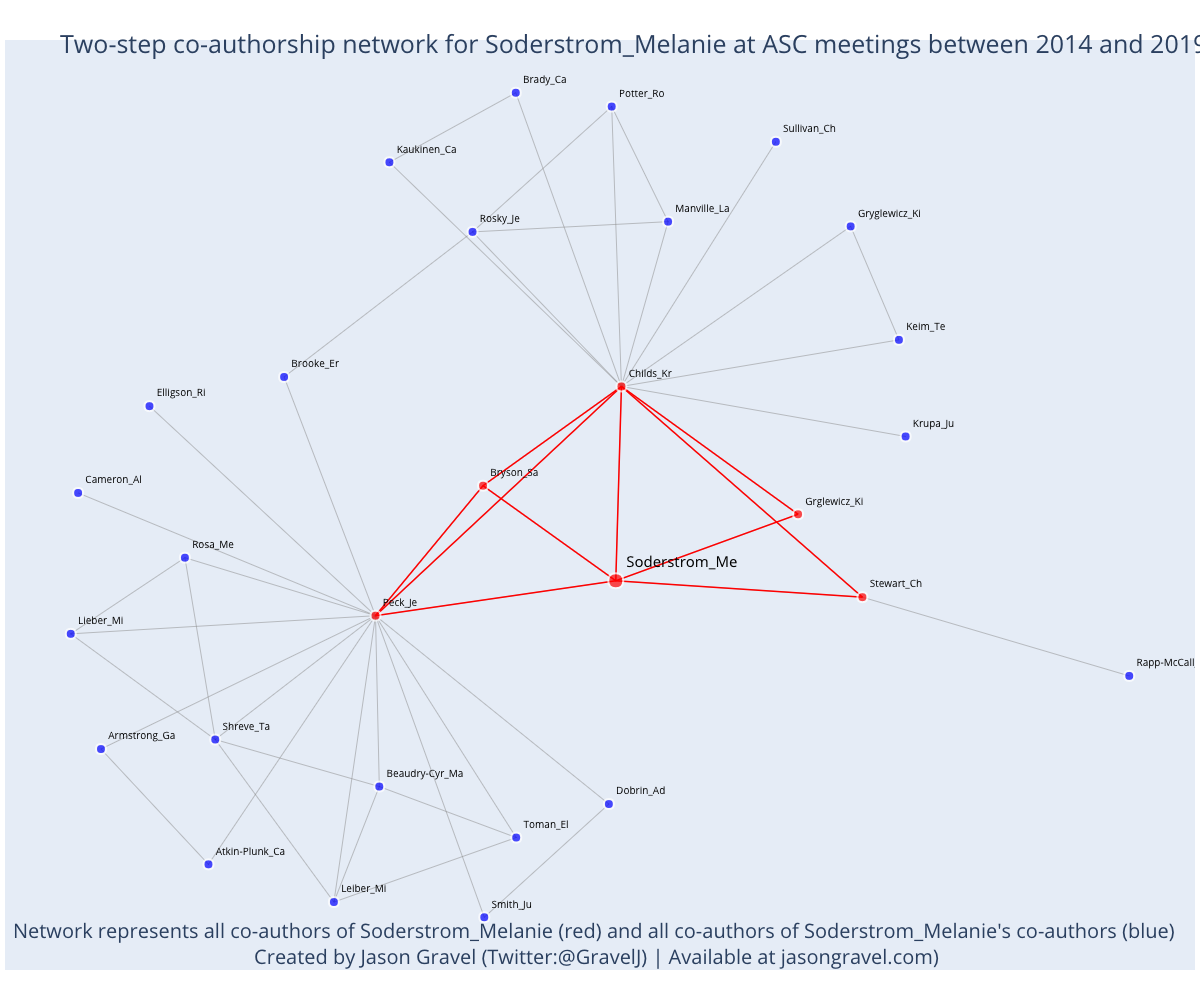 Two-step co-authorship network for Soderstrom_Melanie at ASC meetings between 2014 and 2019
Brady_Ca
Potter_Ro
Sullivan_Ch
Kaukinen_Ca
Manville_La
Gryglewicz_Ki
Rosky_Je
Keim_Te
Brooke_Er
Childs_Kr
Elligson_Ri
Krupa_Ju
Bryson_Sa
Cameron_Al
Grglewicz_Ki
Rosa_Me
Soderstrom_Me
Stewart_Ch
Peck_Je
Lieber_Mi
Rapp-McCall
Shreve_Ta
Armstrong_Ga
Beaudry-Cyr_Ma
Dobrin_Ad
Toman_El
Atkin-Plunk_Ca
Leiber_Mi
Smith_Ju
Network represents all co-authors of Soderstrom_Melanie (red) and all co-authors of Soderstrom_Melanie's co-authors (blue)
Created by Jason Gravel (Twitter:@GravelJ) | Available at jasongravel.com)